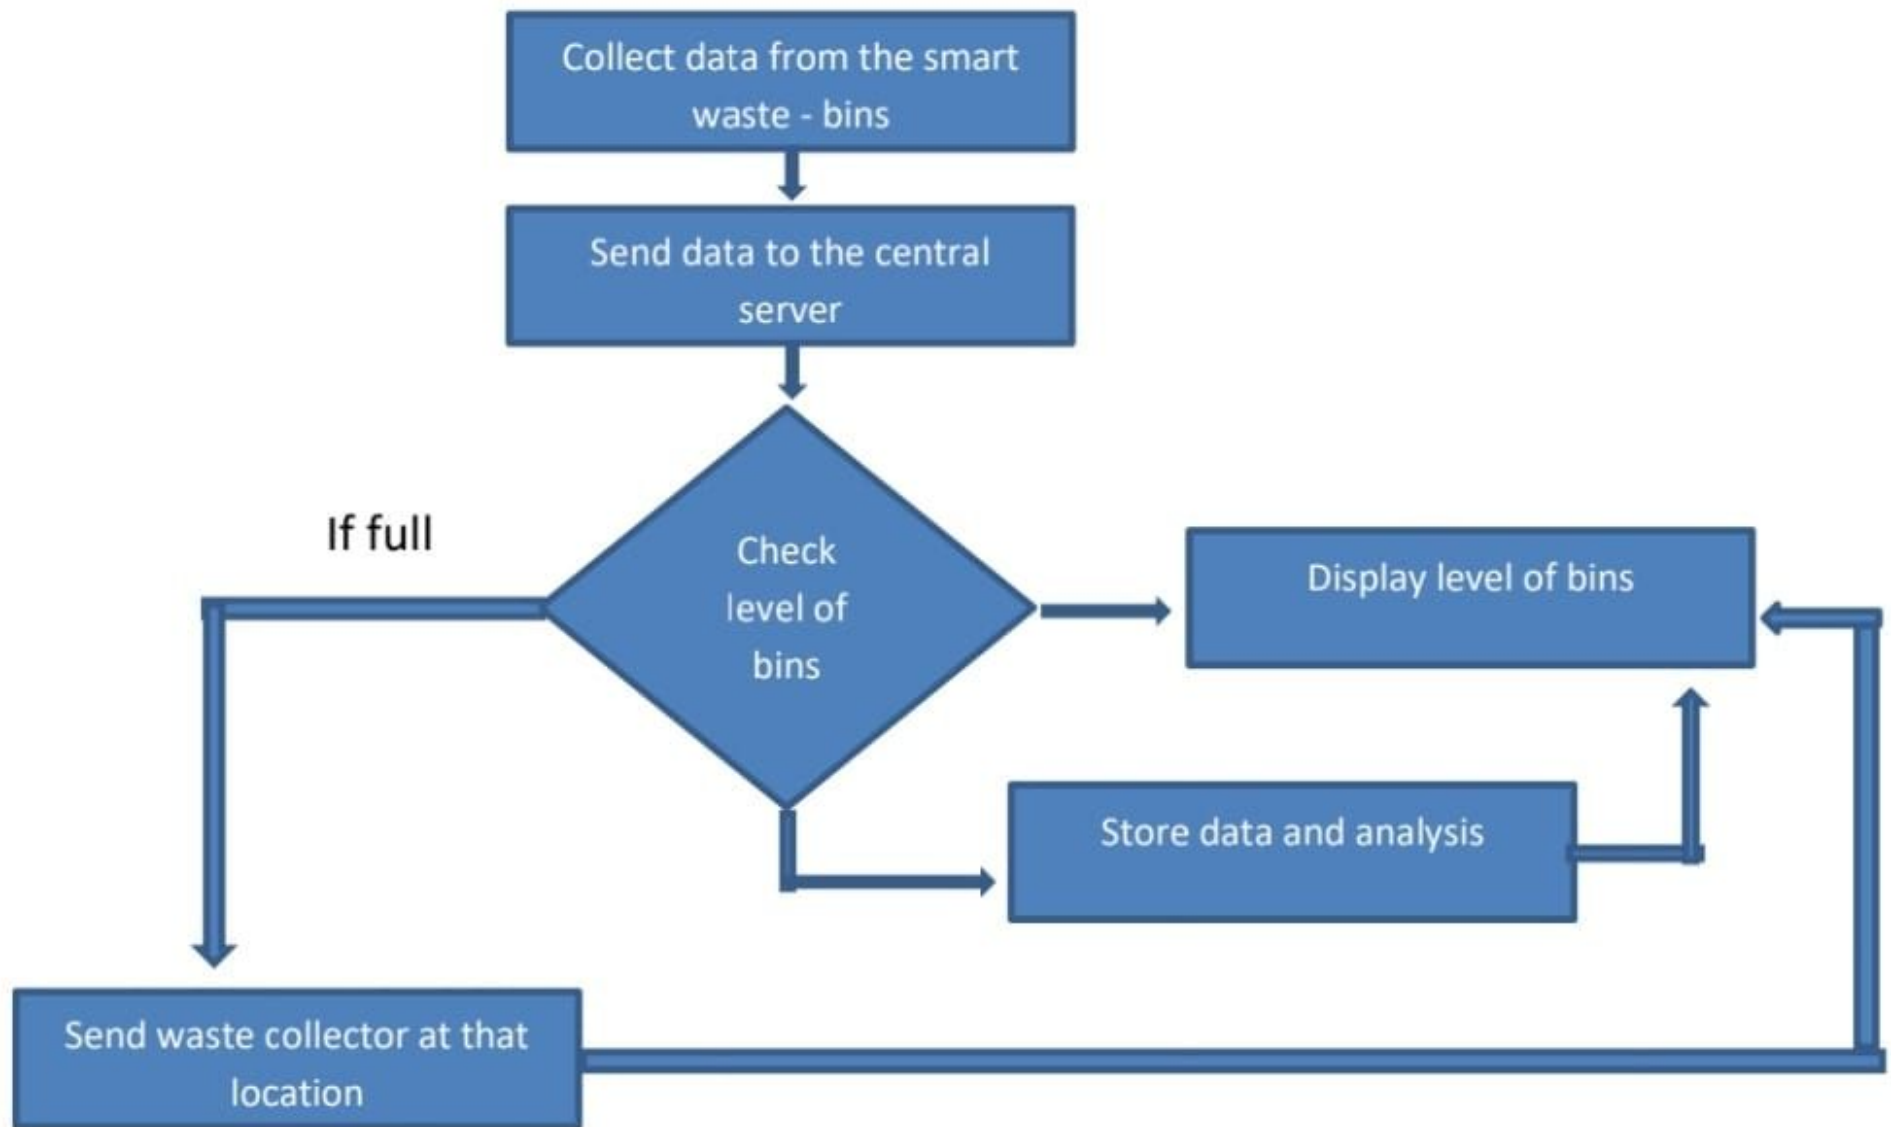 Collect data from the smart
waste - bins
Send data to the central
server
If full
Check
level of
bins
Display level of bins
Store data and analysis
Send waste collector at that
location